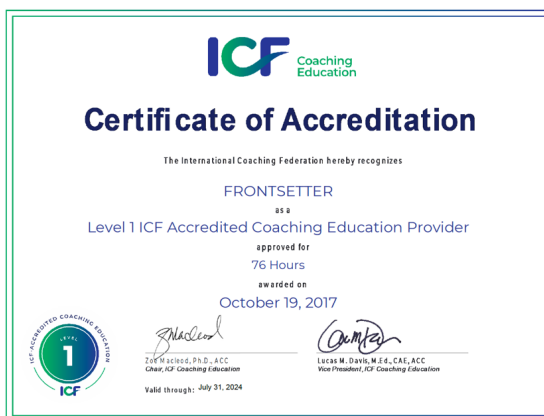 ICF Coaching
Education
Certificate of Accreditation
The International Coaching Federation hereby recognizes
FRONTSETTER
as a
Level 1 ICF Accredited Coaching Education Provider
approved for
76 Hours
awarded on
October 19, 2017
ICF-ACCREDITED COACHING EDUCATION
LEVEL
1
ICF
Zoe Macleod, Ph.D., ACC
Chair, ICF Coaching Education
Lucas M. Davis, M.Ed., CAE, ACC
Vice President, ICF Coaching Education
Valid through: July 31, 2024